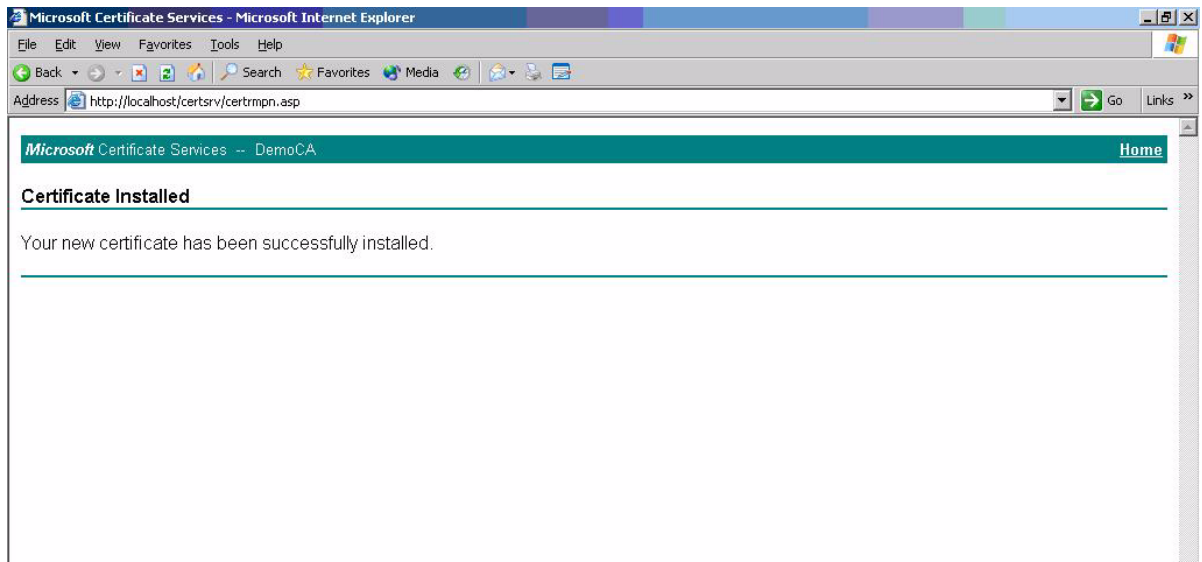 Microsoft Certificate Services - Microsoft Internet Explorer
File Edit View Favorites Tools Help
Back Search Favorites Media
Address http://localhost/certsrv/certrmpn.asp Go Links »
Microsoft Certificate Services -- DemoCA Home
Certificate Installed
Your new certificate has been successfully installed.